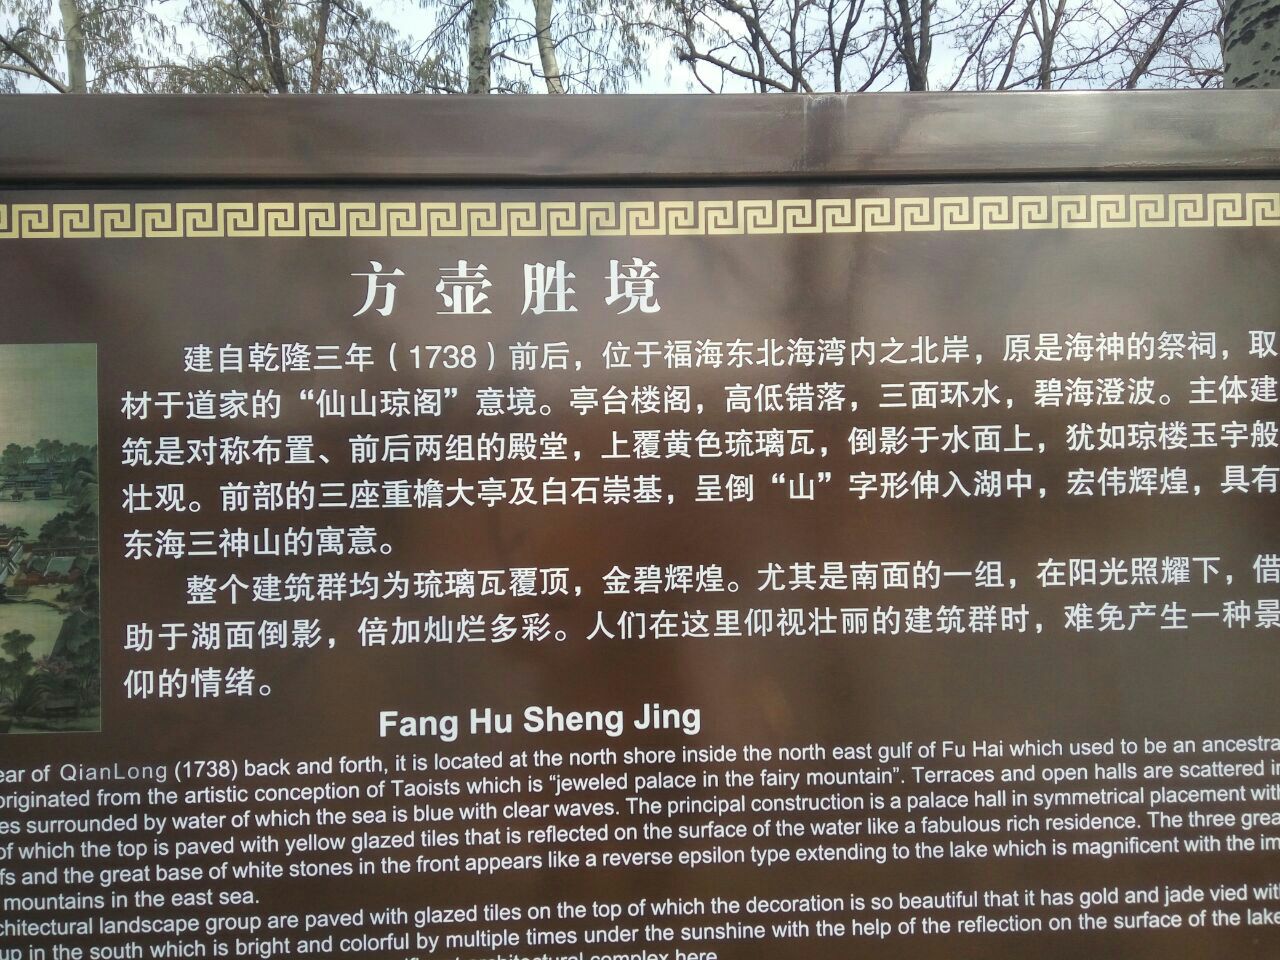 方壶胜境
建自乾隆三年（1738）前后，位于福海东北海湾内之北岸，原是海神的祭祠，取
材于道家的“仙山琼阁”意境。亭台楼阁，高低错落，三面环水，碧海澄波。主体建
筑是对称布置、前后两组的殿堂，上覆黄色琉璃瓦，倒影于水面上，犹如琼楼玉宇般
壮观。前部的三座重檐大亭及白石崇基，呈倒“山”字形伸入湖中，宏伟辉煌，具有
东海三神山的寓意。
整个建筑群均为琉璃瓦覆顶，金碧辉煌。尤其是南面的一组，在阳光照耀下，借
助于湖面倒影，倍加灿烂多彩。人们在这里仰视壮丽的建筑群时，难免产生一种景
仰的情绪。
Fang Hu Sheng Jing
ear of QianLong (1738) back and forth, it is located at the north shore inside the north east gulf of Fu Hai which used to be an ancestra
originated from the artistic conception of Taoists which is “jeweled palace in the fairy mountain”. Terraces and open halls are scattered in
es surrounded by water of which the sea is blue with clear waves. The principal construction is a palace hall in symmetrical placement with
of which the top is paved with yellow glazed tiles that is reflected on the surface of the water like a fabulous rich residence. The three grea
fs and the great base of white stones in the front appears like a reverse epsilon type extending to the lake which is magnificent with the im
mountains in the east sea.
chitectural landscape group are paved with glazed tiles on the top of which the decoration is so beautiful that it has gold and jade vied with
up in the south which is bright and colorful by multiple times under the sunshine with the help of the reflection on the surface of the lake
architectural complex here.